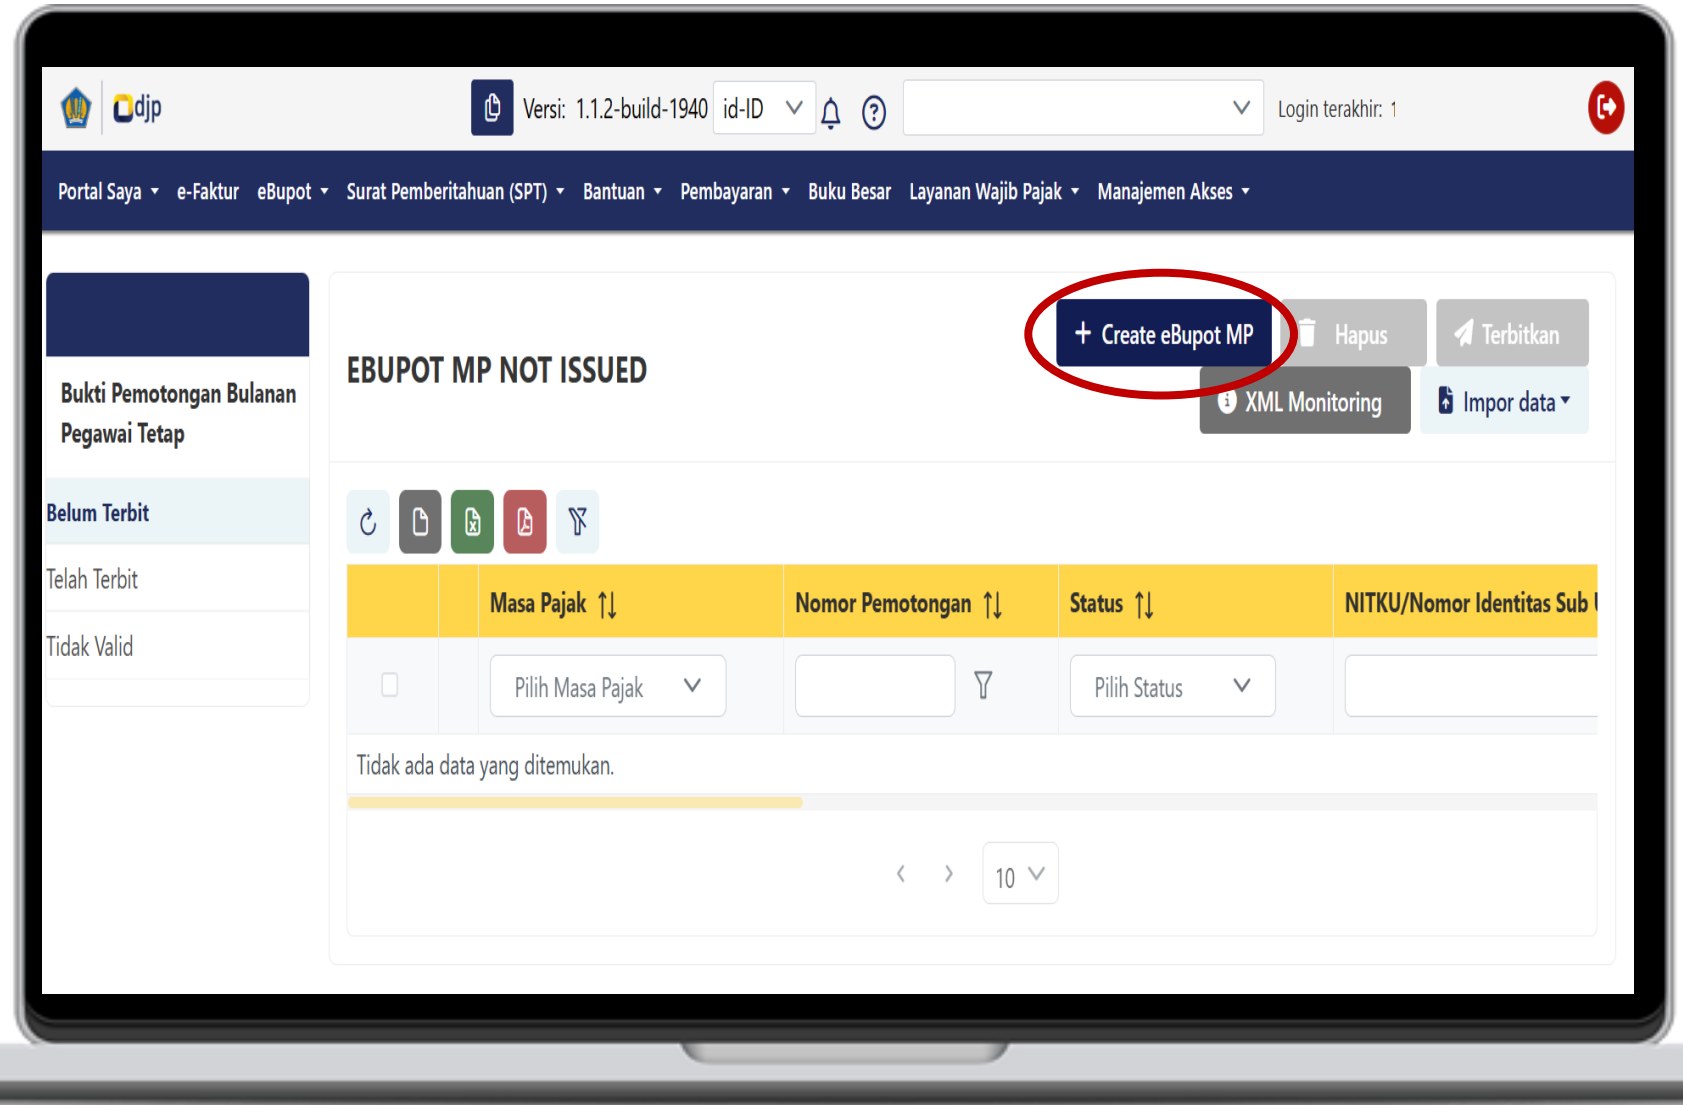 djp
Versi: 1.1.2-build-1940 id-ID
Login terakhir: 1
Portal Saya e-Faktur eBupot Surat Pemberitahuan (SPT) Bantuan Pembayaran Buku Besar Layanan Wajib Pajak Manajemen Akses
Bukti Pemotongan Bulanan
Pegawai Tetap
Belum Terbit
Telah Terbit
Tidak Valid
EBUPOT MP NOT ISSUED
+ Create eBupot MP
Hapus
Terbitkan
XML Monitoring
Impor data
Masa Pajak Nomor Pemotongan Status NITKU/Nomor Identitas Sub
Pilih Masa Pajak
Pilih Status
Tidak ada data yang ditemukan.
10